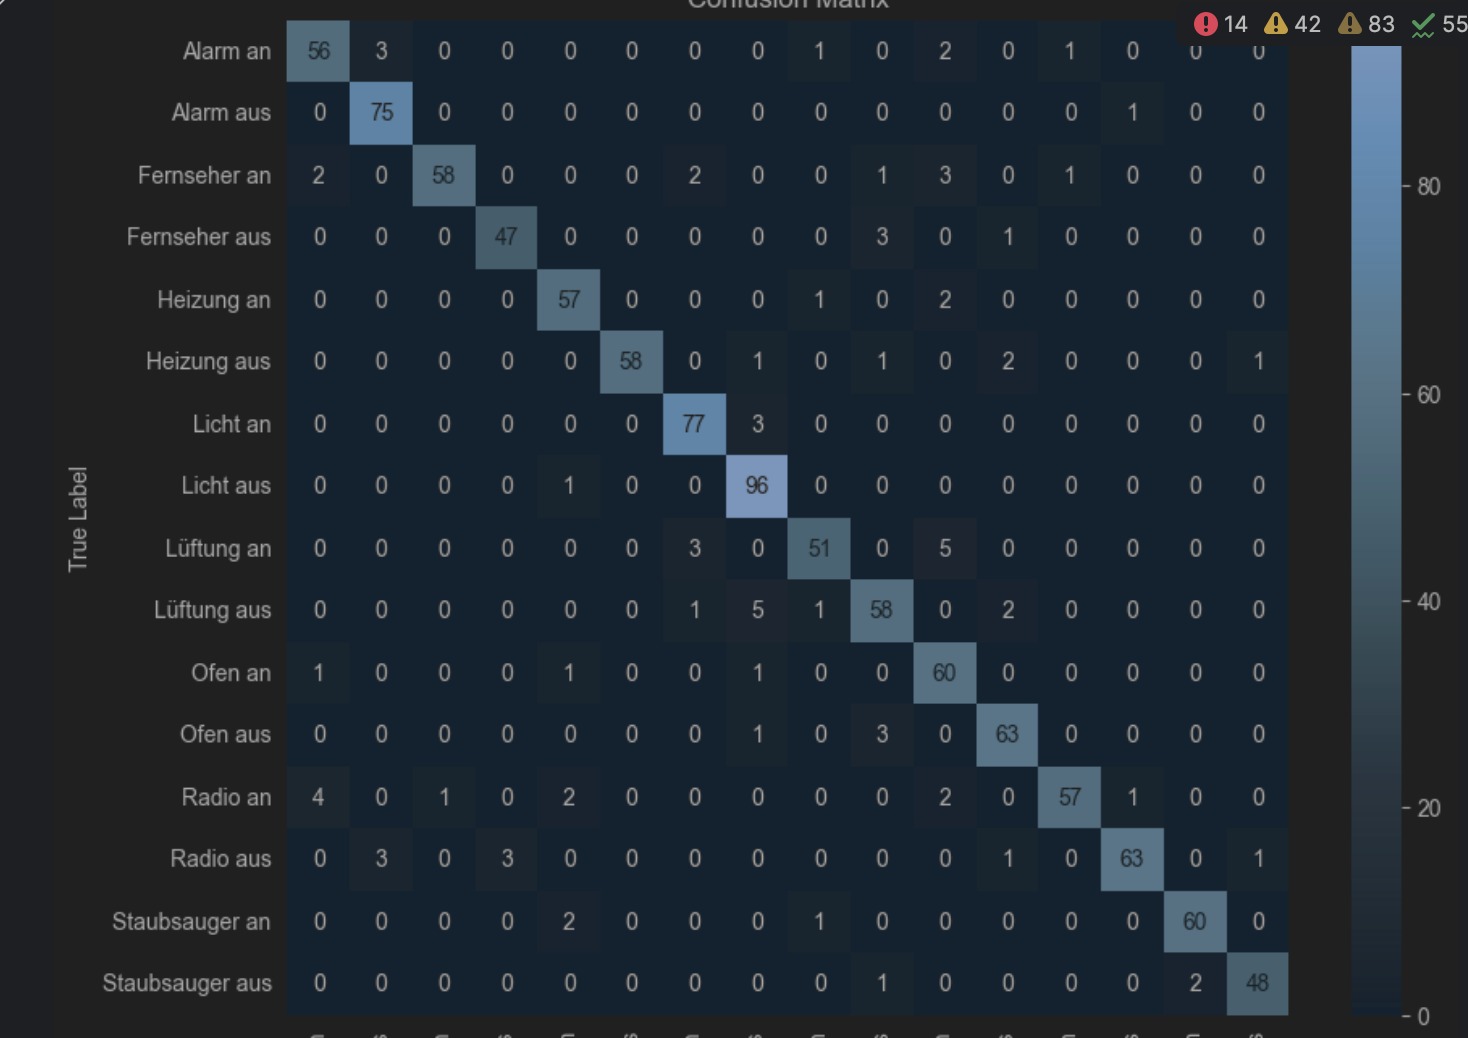 Confusion Matrix
14 42 83 55
Alarm an 56 3 0 0 0 0 0 0 1 0 2 0 1 0 0 0
Alarm aus 0 75 0 0 0 0 0 0 0 0 0 0 0 1 0 0
Fernseher an 2 0 58 0 0 0 2 0 0 1 3 0 1 0 0 0
80
Fernseher aus 0 0 0 47 0 0 0 0 0 3 0 1 0 0 0 0
Heizung an 0 0 0 0 57 0 0 0 1 0 2 0 0 0 0 0
Heizung aus 0 0 0 0 0 58 0 1 0 1 0 2 0 0 0 1
60
Licht an 0 0 0 0 0 0 77 3 0 0 0 0 0 0 0 0
Licht aus 0 0 0 0 1 0 0 96 0 0 0 0 0 0 0 0
True Label
Lüftung an 0 0 0 0 0 0 3 0 51 0 5 0 0 0 0 0
Lüftung aus 0 0 0 0 0 0 1 5 1 58 0 2 0 0 0 0
40
Ofen an 1 0 0 0 1 0 0 1 0 0 60 0 0 0 0 0
Ofen aus 0 0 0 0 0 0 0 1 0 3 0 63 0 0 0 0
Radio an 4 0 1 0 2 0 0 0 0 0 2 0 57 1 0 0
20
Radio aus 0 3 0 3 0 0 0 0 0 0 0 1 0 63 0 1
Staubsauger an 0 0 0 0 2 0 0 0 1 0 0 0 0 0 60 0
Staubsauger aus 0 0 0 0 0 0 0 0 0 1 0 0 0 0 2 48
0